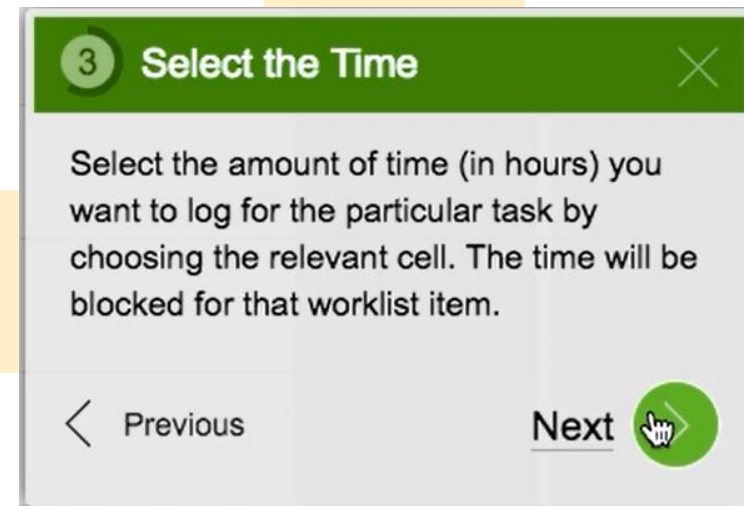 3 Select the Time
Select the amount of time (in hours) you
want to log for the particular task by
choosing the relevant cell. The time will be
blocked for that worklist item.
Previous
Next